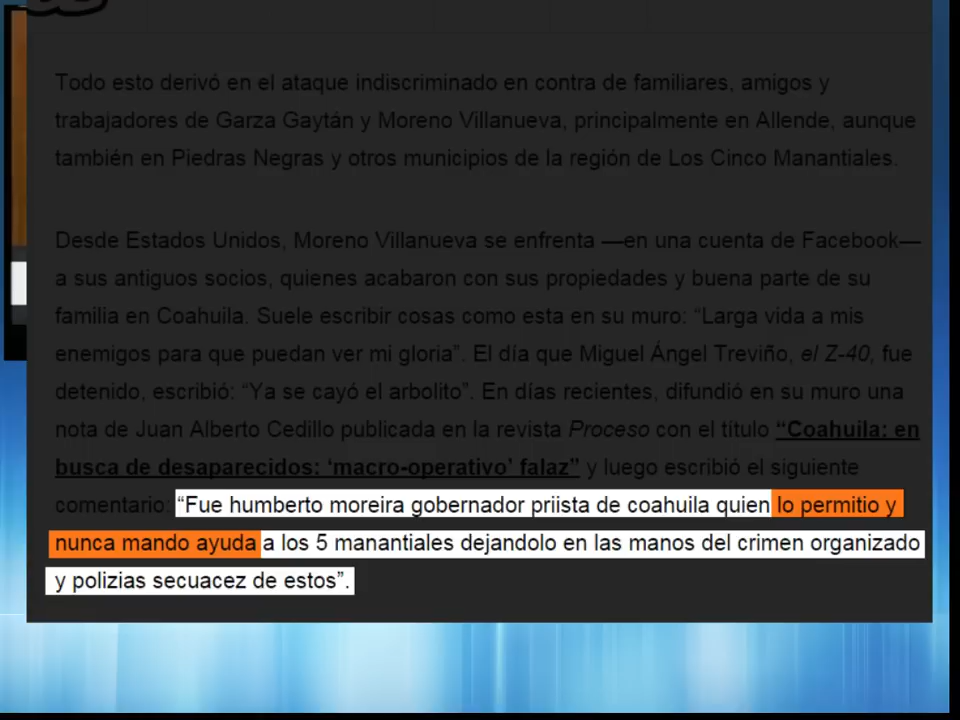 Todo esto derivó en el ataque indiscriminado en contra de familiares, amigos y
trabajadores de Garza Gaytán y Moreno Villanueva, principalmente en Allende, aunque
también en Piedras Negras y otros municipios de la región de Los Cinco Manantiales.
Desde Estados Unidos, Moreno Villanueva se enfrenta —en una cuenta de Facebook—
a sus antiguos socios, quienes acabaron con sus propiedades y buena parte de su
familia en Coahuila. Suele escribir cosas como esta en su muro: “Larga vida a mis
enemigos para que puedan ver mi gloria”. El día que Miguel Ángel Treviño, el Z-40, fue
detenido, escribió: “Ya se cayó el arbolito”. En días recientes, difundió en su muro una
nota de Juan Alberto Cedillo publicada en la revista Proceso con el título “Coahuila: en
busca de desaparecidos: ‘macro-operativo’ falaz” y luego escribió el siguiente
comentario: “Fue humberto moreira gobernador priista de coahuila quien lo permitio y
nunca mando ayuda a los 5 manantiales dejandolo en las manos del crimen organizado
y polizias secuacez de estos”.